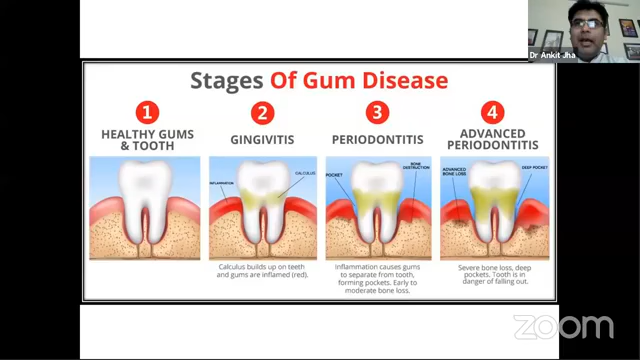 Dr Ankit Jha
Stages Of Gum Disease
1
HEALTHY GUMS
& TOOTH
2
GINGIVITIS
INFLAMMATION
CALCULUS
Calculus builds up on teeth
and gums are inflamed (red).
3
PERIODONTITIS
POCKET
BONE
DESTRUCTION
Inflammation causes gums
to separate from tooth,
forming pockets. Early to
moderate bone loss.
4
ADVANCED
PERIODONTITIS
ADVANCED
BONE LOSS
DEEP POCKET
Severe bone loss, deep
pockets. Tooth is in
danger of falling out.
zoom